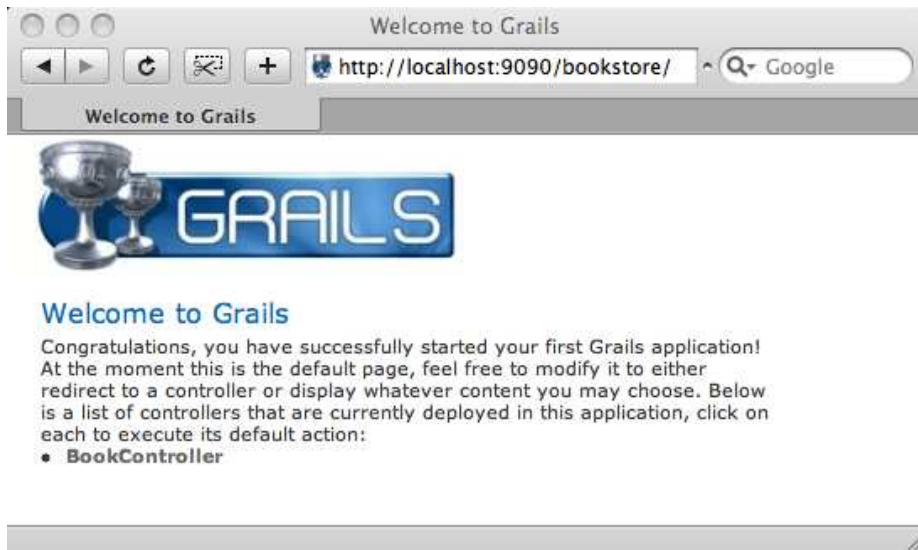 Welcome to Grails
http://localhost:9090/bookstore/
Google
Welcome to Grails
GRAILS
Welcome to Grails
Congratulations, you have successfully started your first Grails application!
At the moment this is the default page, feel free to modify it to either
redirect to a controller or display whatever content you may choose. Below
is a list of controllers that are currently deployed in this application, click on
each to execute its default action:
• BookController